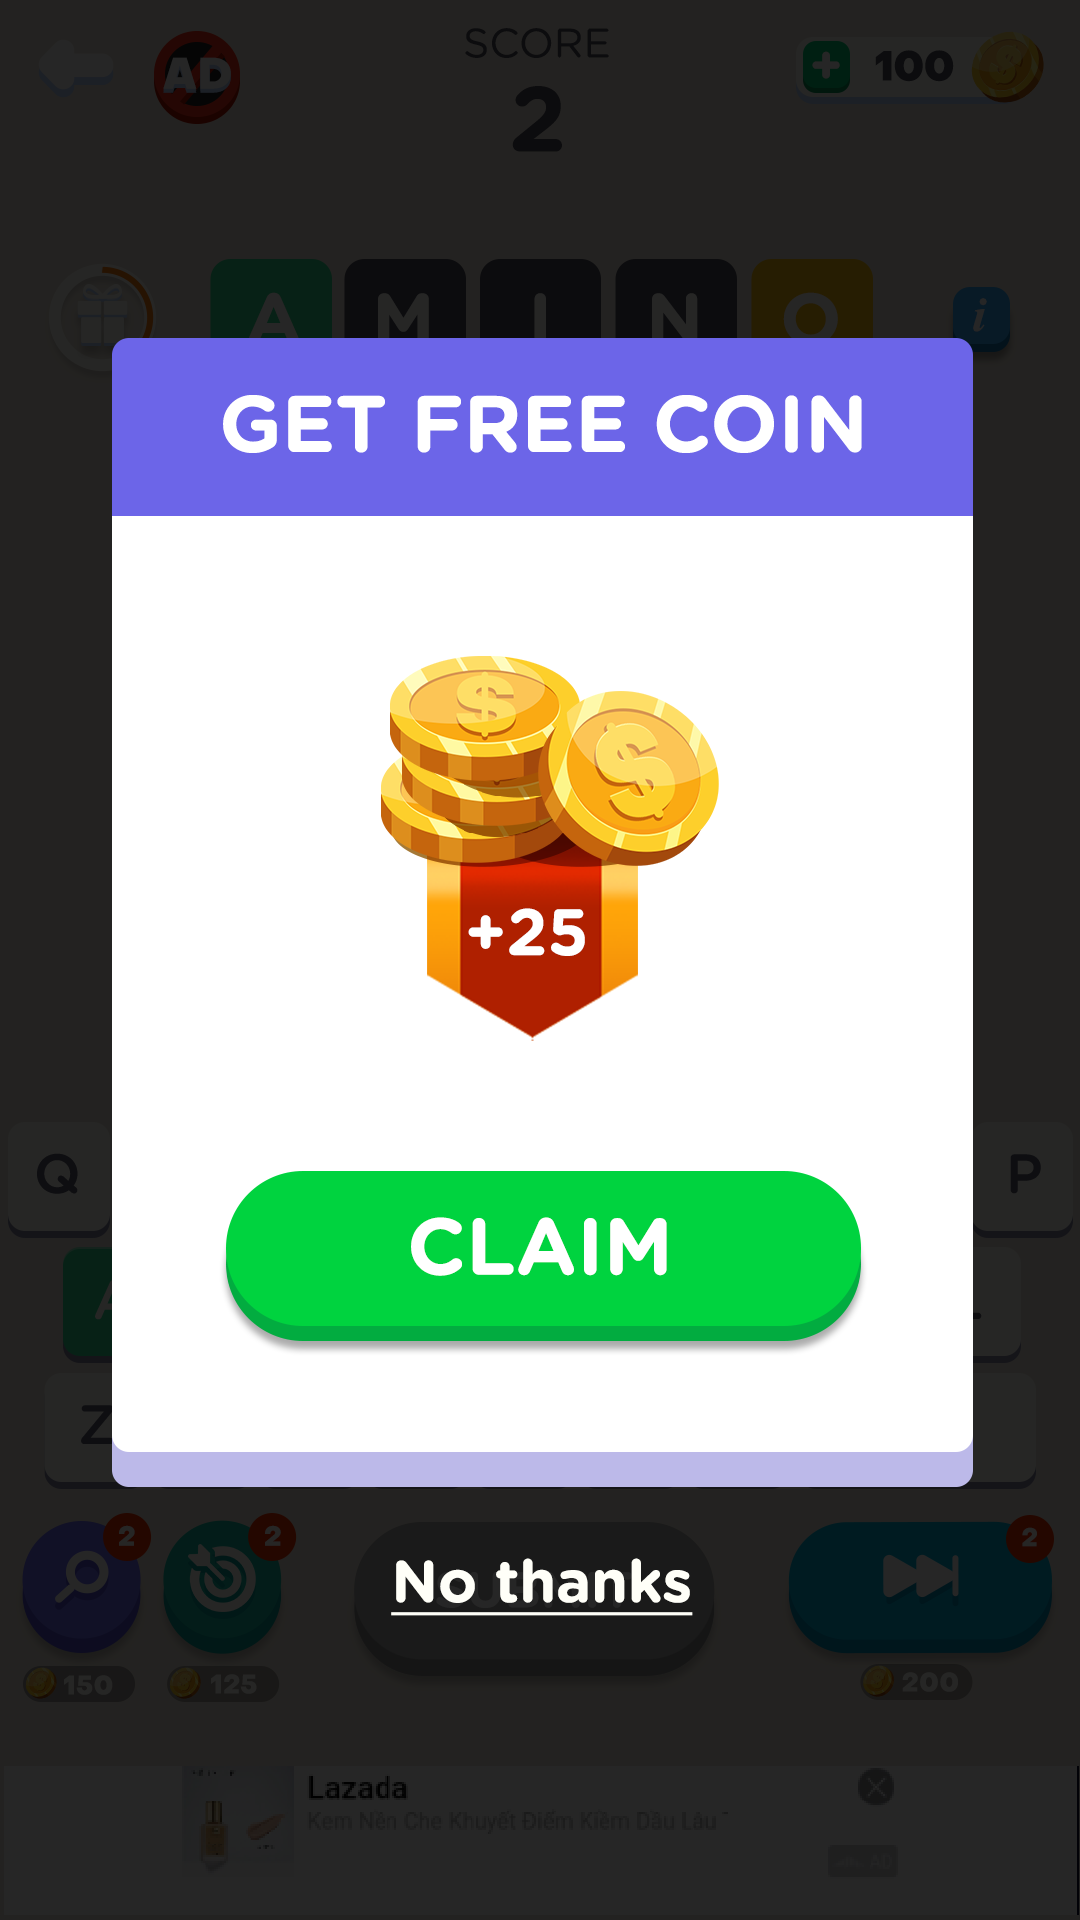 AD
SCORE
2
100
A M I N O
i
GET FREE COIN
+25
Q P
CLAIM
A
Z
2 2 2
No thanks
150 125 200
Lazada
Kem Nền Che Khuyết Điểm Kiềm Dầu Lâu